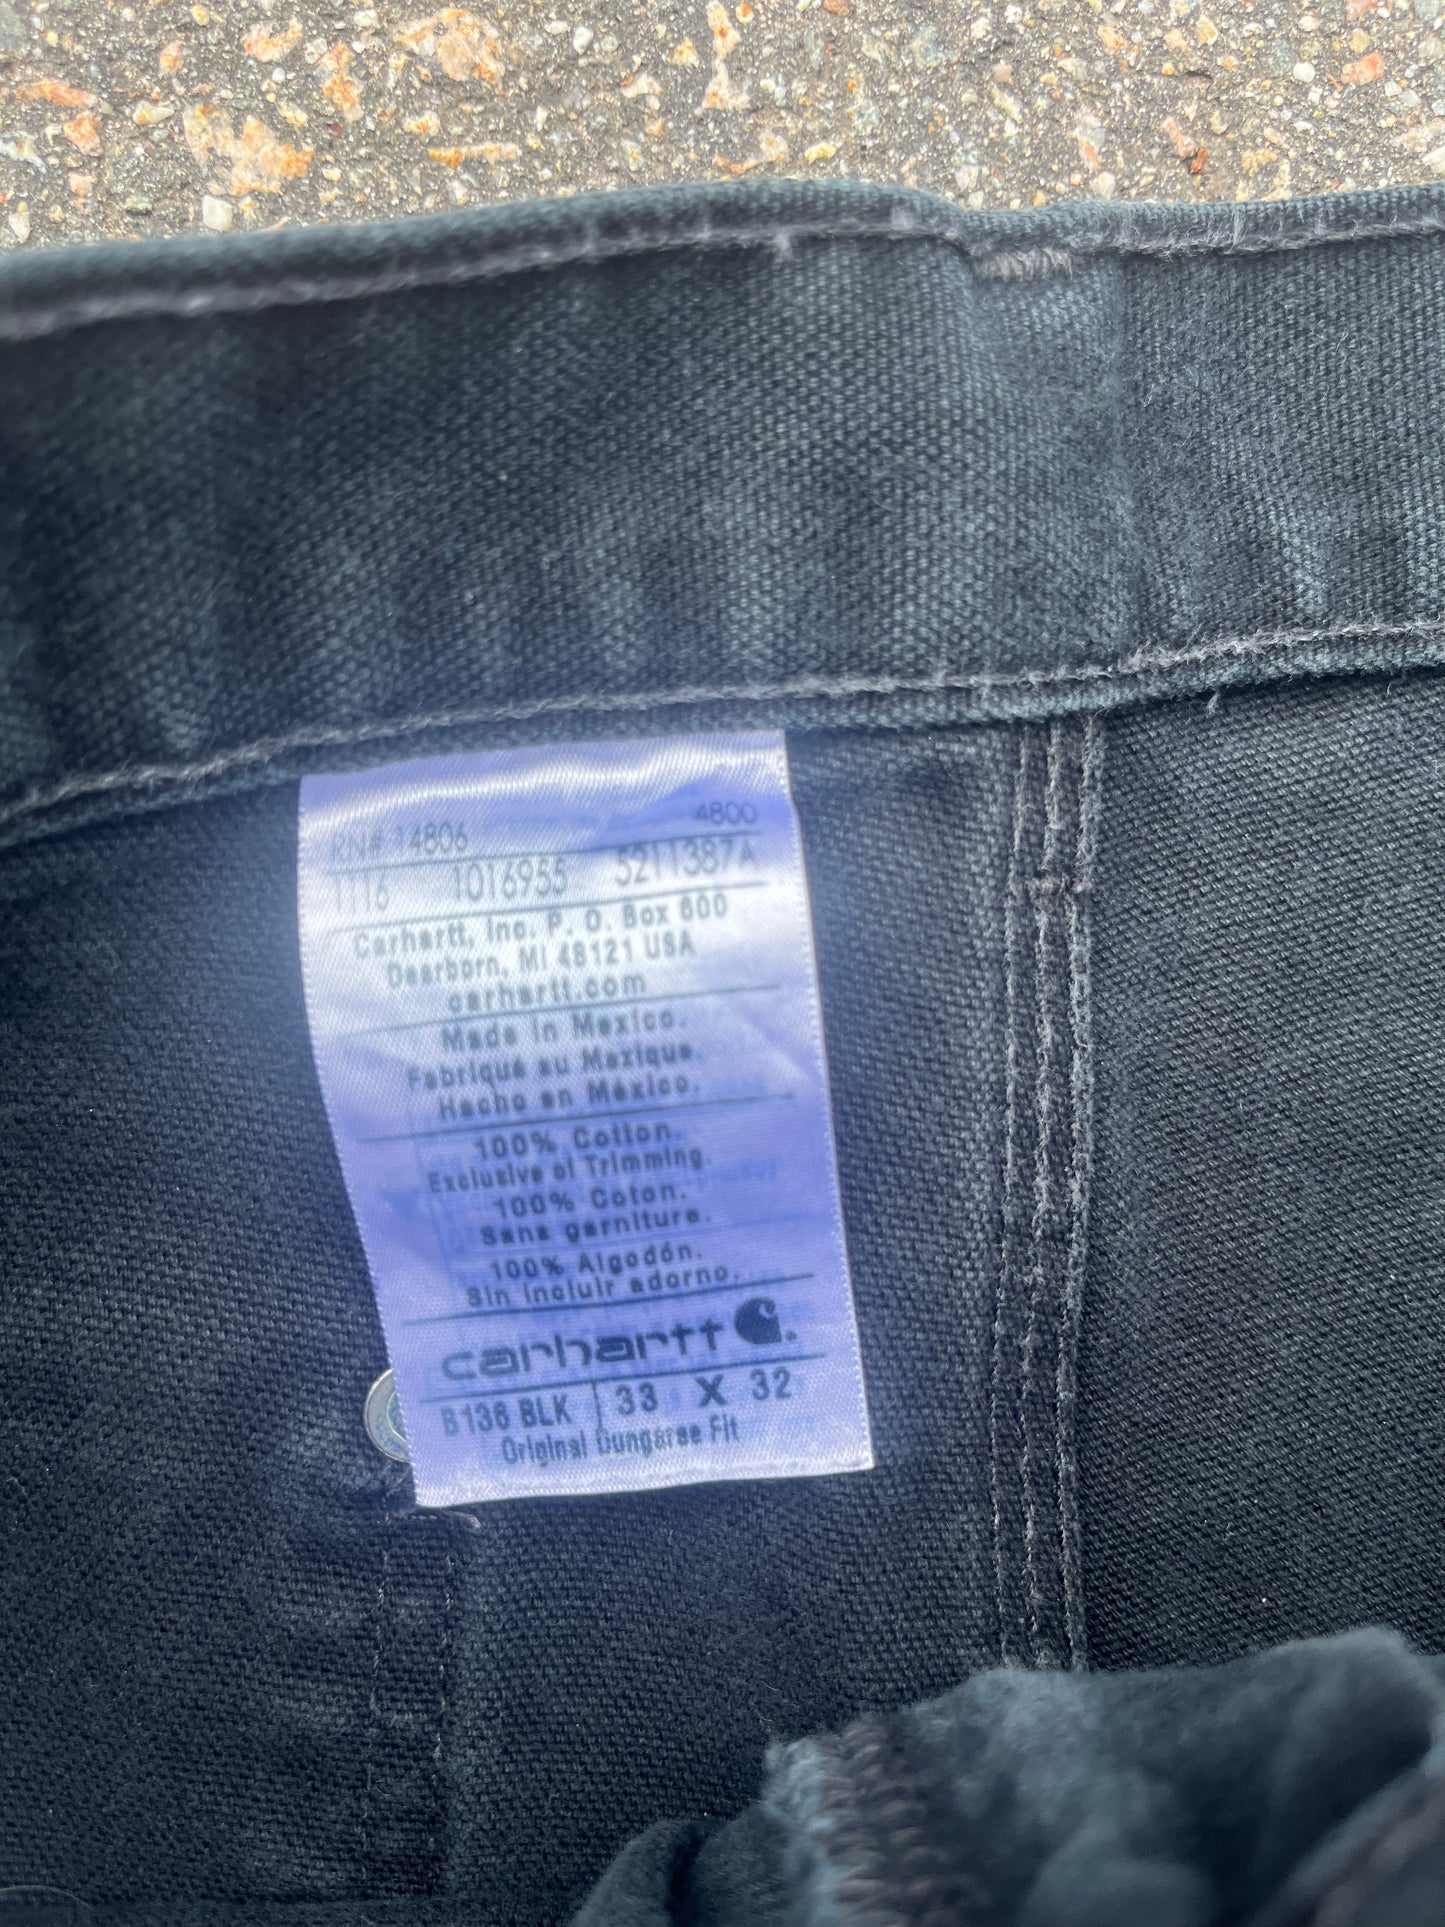 RN# 14806 4800
1116 1016955 5211387A
Carhartt, Inc. P. O. Box 600
Dearborn, MI 48121 USA
carhartt.com
Made in Mexico.
Fabriqué au Mexique.
Hecho en México.
100% Cotton.
Exclusive of Trimming.
100% Coton.
Sans garniture.
100% Algodón.
Sin incluir adorno.
carhartt
B136 BLK 33 X 32
Original Dungaree Fit